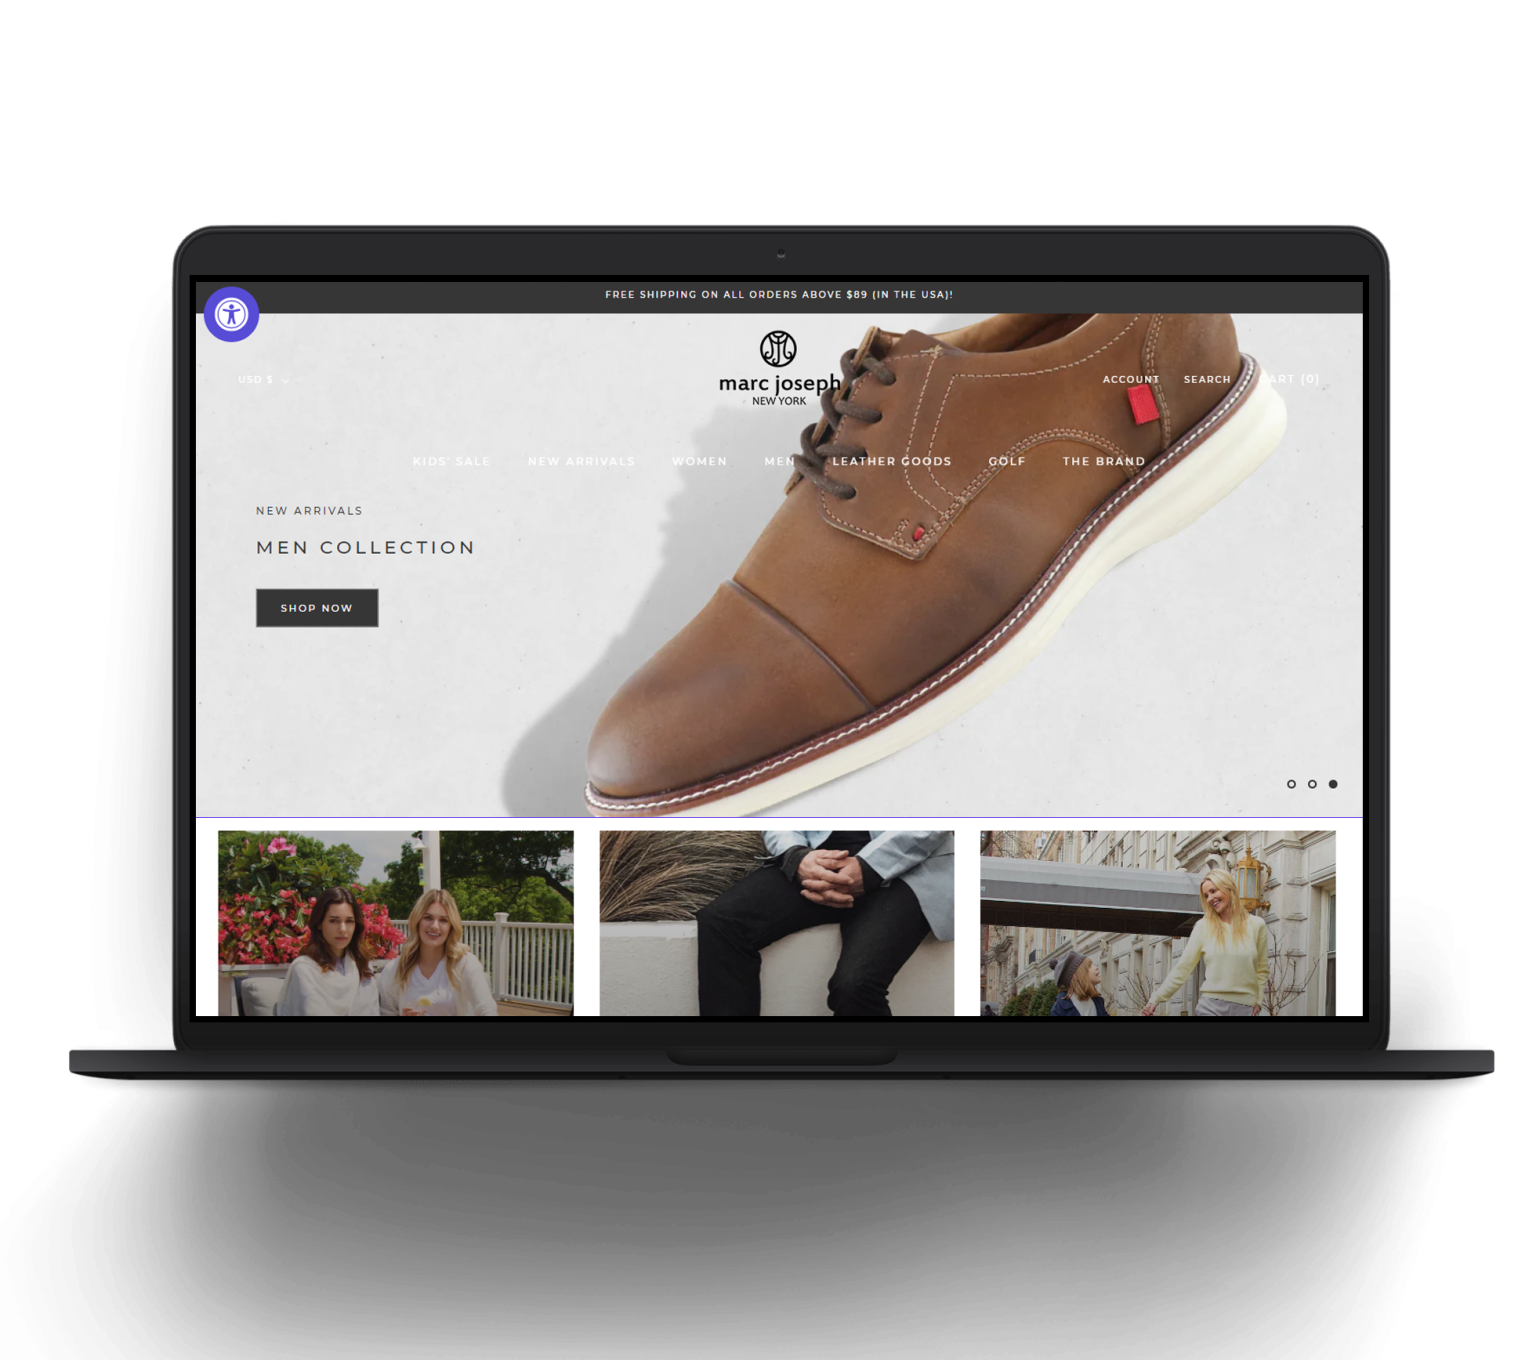 FREE SHIPPING ON ALL ORDERS ABOVE $89 (IN THE USA)!
USD $
marc joseph
NEW YORK
ACCOUNT SEARCH CART (0)
KIDS' SALE NEW ARRIVALS WOMEN MEN LEATHER GOODS GOLF THE BRAND
NEW ARRIVALS
MEN COLLECTION
SHOP NOW